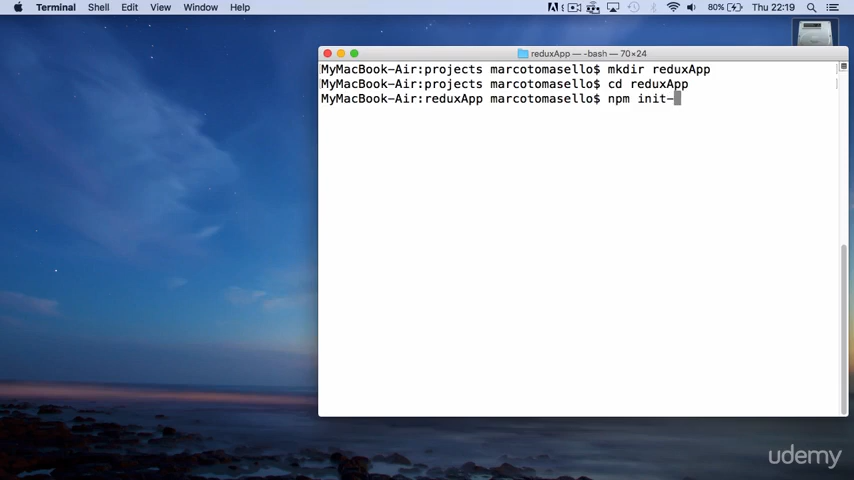 Terminal Shell Edit View Window Help 80% Thu 22:19
reduxApp — -bash — 70×24
MyMacBook-Air:projects marcotomasello$ mkdir reduxApp
MyMacBook-Air:projects marcotomasello$ cd reduxApp
MyMacBook-Air:reduxApp marcotomasello$ npm init-
udemy